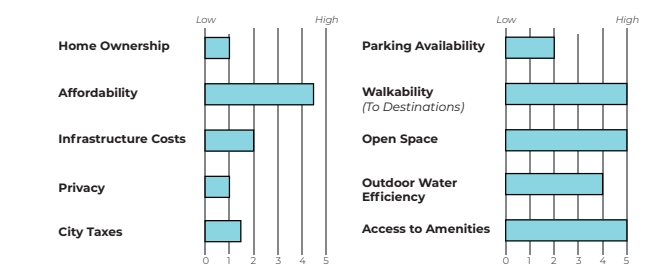 Low High
Home Ownership
Affordability
Infrastructure Costs
Privacy
City Taxes
0 1 2 3 4 5
Low High
Parking Availability
Walkability
(To Destinations)
Open Space
Outdoor Water
Efficiency
Access to Amenities
0 1 2 3 4 5